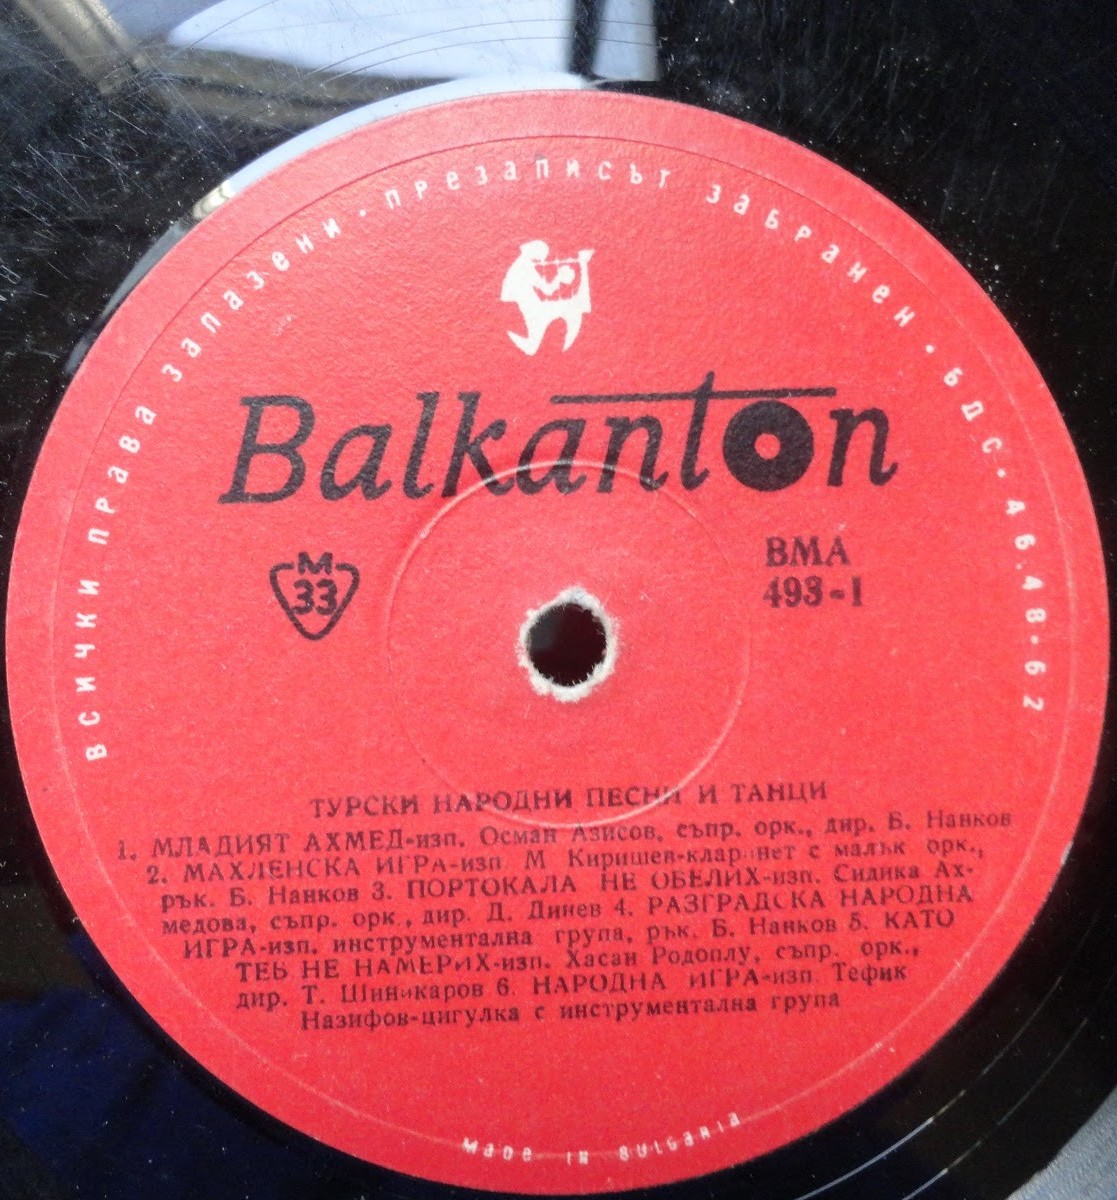 ВСИЧКИ ПРАВА ЗАПАЗЕНИ · ПРЕЗАПИСЪТ ЗАБРАНЕН · БДС · 46.48-62
Balkanton
М
33
ВМА
493-I
ТУРСКИ НАРОДНИ ПЕСНИ И ТАНЦИ
1. МЛАДИЯТ АХМЕД-изп. Осман Азисов, съпр. орк., дир. Б. Нанков
2. МАХЛЕНСКА ИГРА-изп. М Киришев-кларинет с малък орк.,
рък. Б. Нанков 3. ПОРТОКАЛА НЕ ОБЕЛИХ-изп. Сидика Ах-
медова, съпр. орк., дир. Д. Динев 4. РАЗГРАДСКА НАРОДНА
ИГРА-изп. инструментална група, рък. Б. Нанков 5. КАТО
ТЕБ НЕ НАМЕРИХ-изп. Хасан Родоплу, съпр. орк.,
дир. Т. Шиникаров 6. НАРОДНА ИГРА-изп. Тефик
Назифов-цигулка с инструментална група
MADE IN BULGARIA